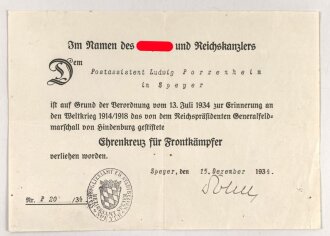 Im Namen des und Reichskanzlers
Dem
Postassistent Ludwig Porzenheim
in Speyer
ist auf Grund der Verordnung vom 13. Juli 1934 zur Erinnerung an
den Weltkrieg 1914/1918 das von dem Reichspräsidenten Generalfeld-
marschall von Hindenburg gestiftete
Ehrenkreuz für Frontkämpfer
verliehen worden.
Speyer, den 15. Dezember 1934.
Nr. P 20 /34